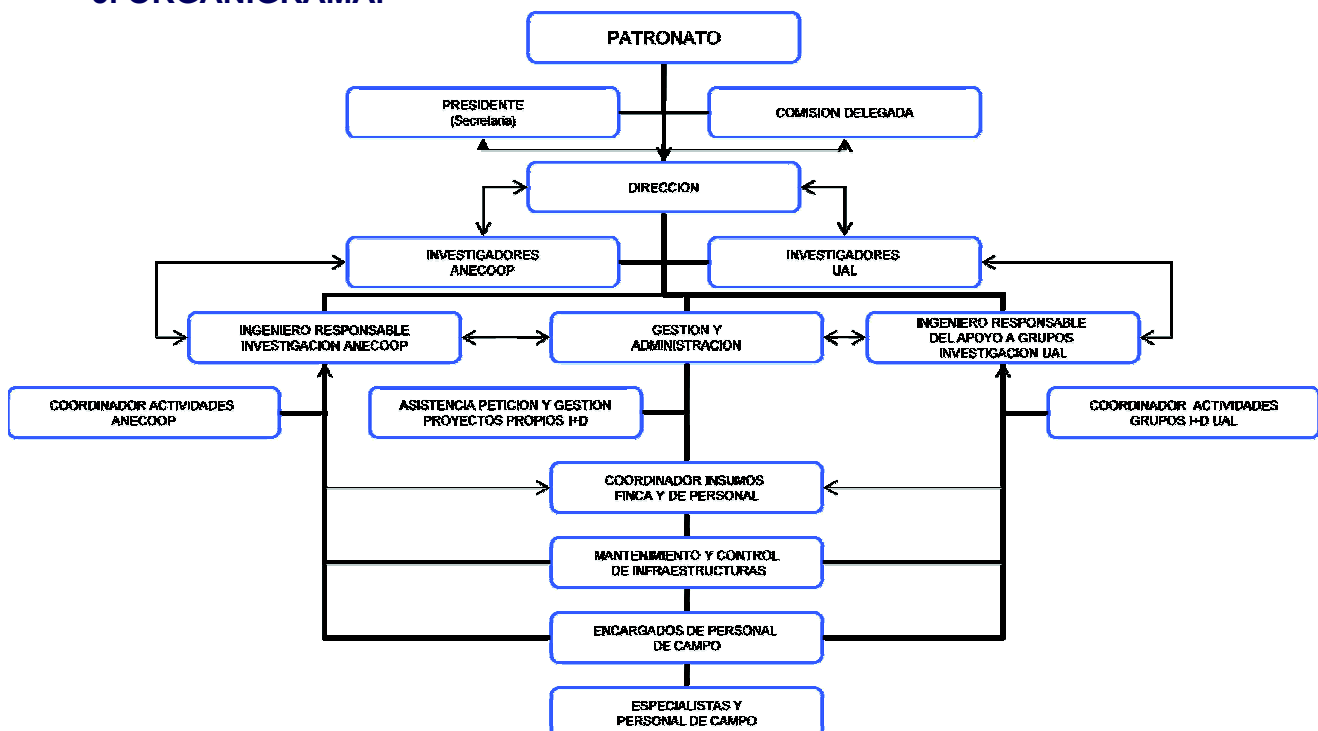 ORGANIGRAMA.
PATRONATO
PRESIDENTE
(Secretaria)
COMISION DELEGADA
DIRECCION
INVESTIGADORES
ANECOOP
INVESTIGADORES
UAL
INGENIERO RESPONSABLE
INVESTIGACION ANECOOP
GESTION Y
ADMINISTRACION
INGENIERO RESPONSABLE
DEL APOYO A GRUPOS
INVESTIGACION UAL
COORDINADOR ACTIVIDADES
ANECOOP
ASISTENCIA PETICION Y GESTION
PROYECTOS PROPIOS I+D
COORDINADOR ACTIVIDADES
GRUPOS I+D UAL
COORDINADOR INSUMOS
FINCA Y DE PERSONAL
MANTENIMIENTO Y CONTROL
DE INFRAESTRUCTURAS
ENCARGADOS DE PERSONAL
DE CAMPO
ESPECIALISTAS Y
PERSONAL DE CAMPO